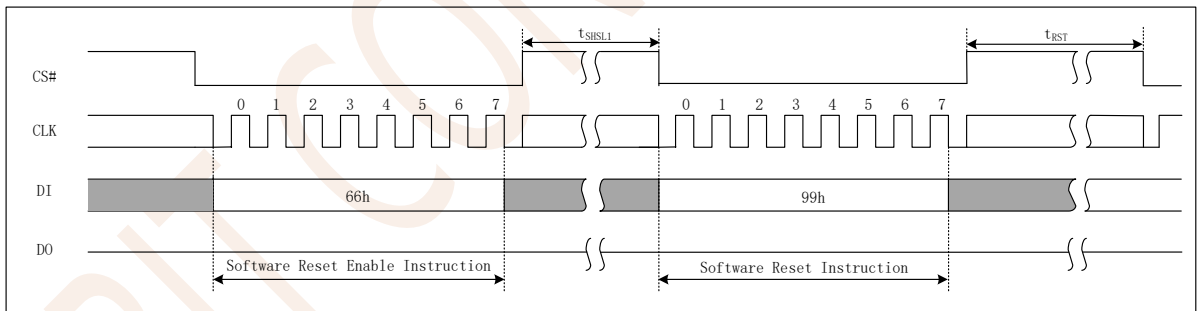 tSHSL1
tRST
CS#
0 1 2 3 4 5 6 7 0 1 2 3 4 5 6 7
CLK
DI
66h 99h
DO
Software Reset Enable Instruction Software Reset Instruction